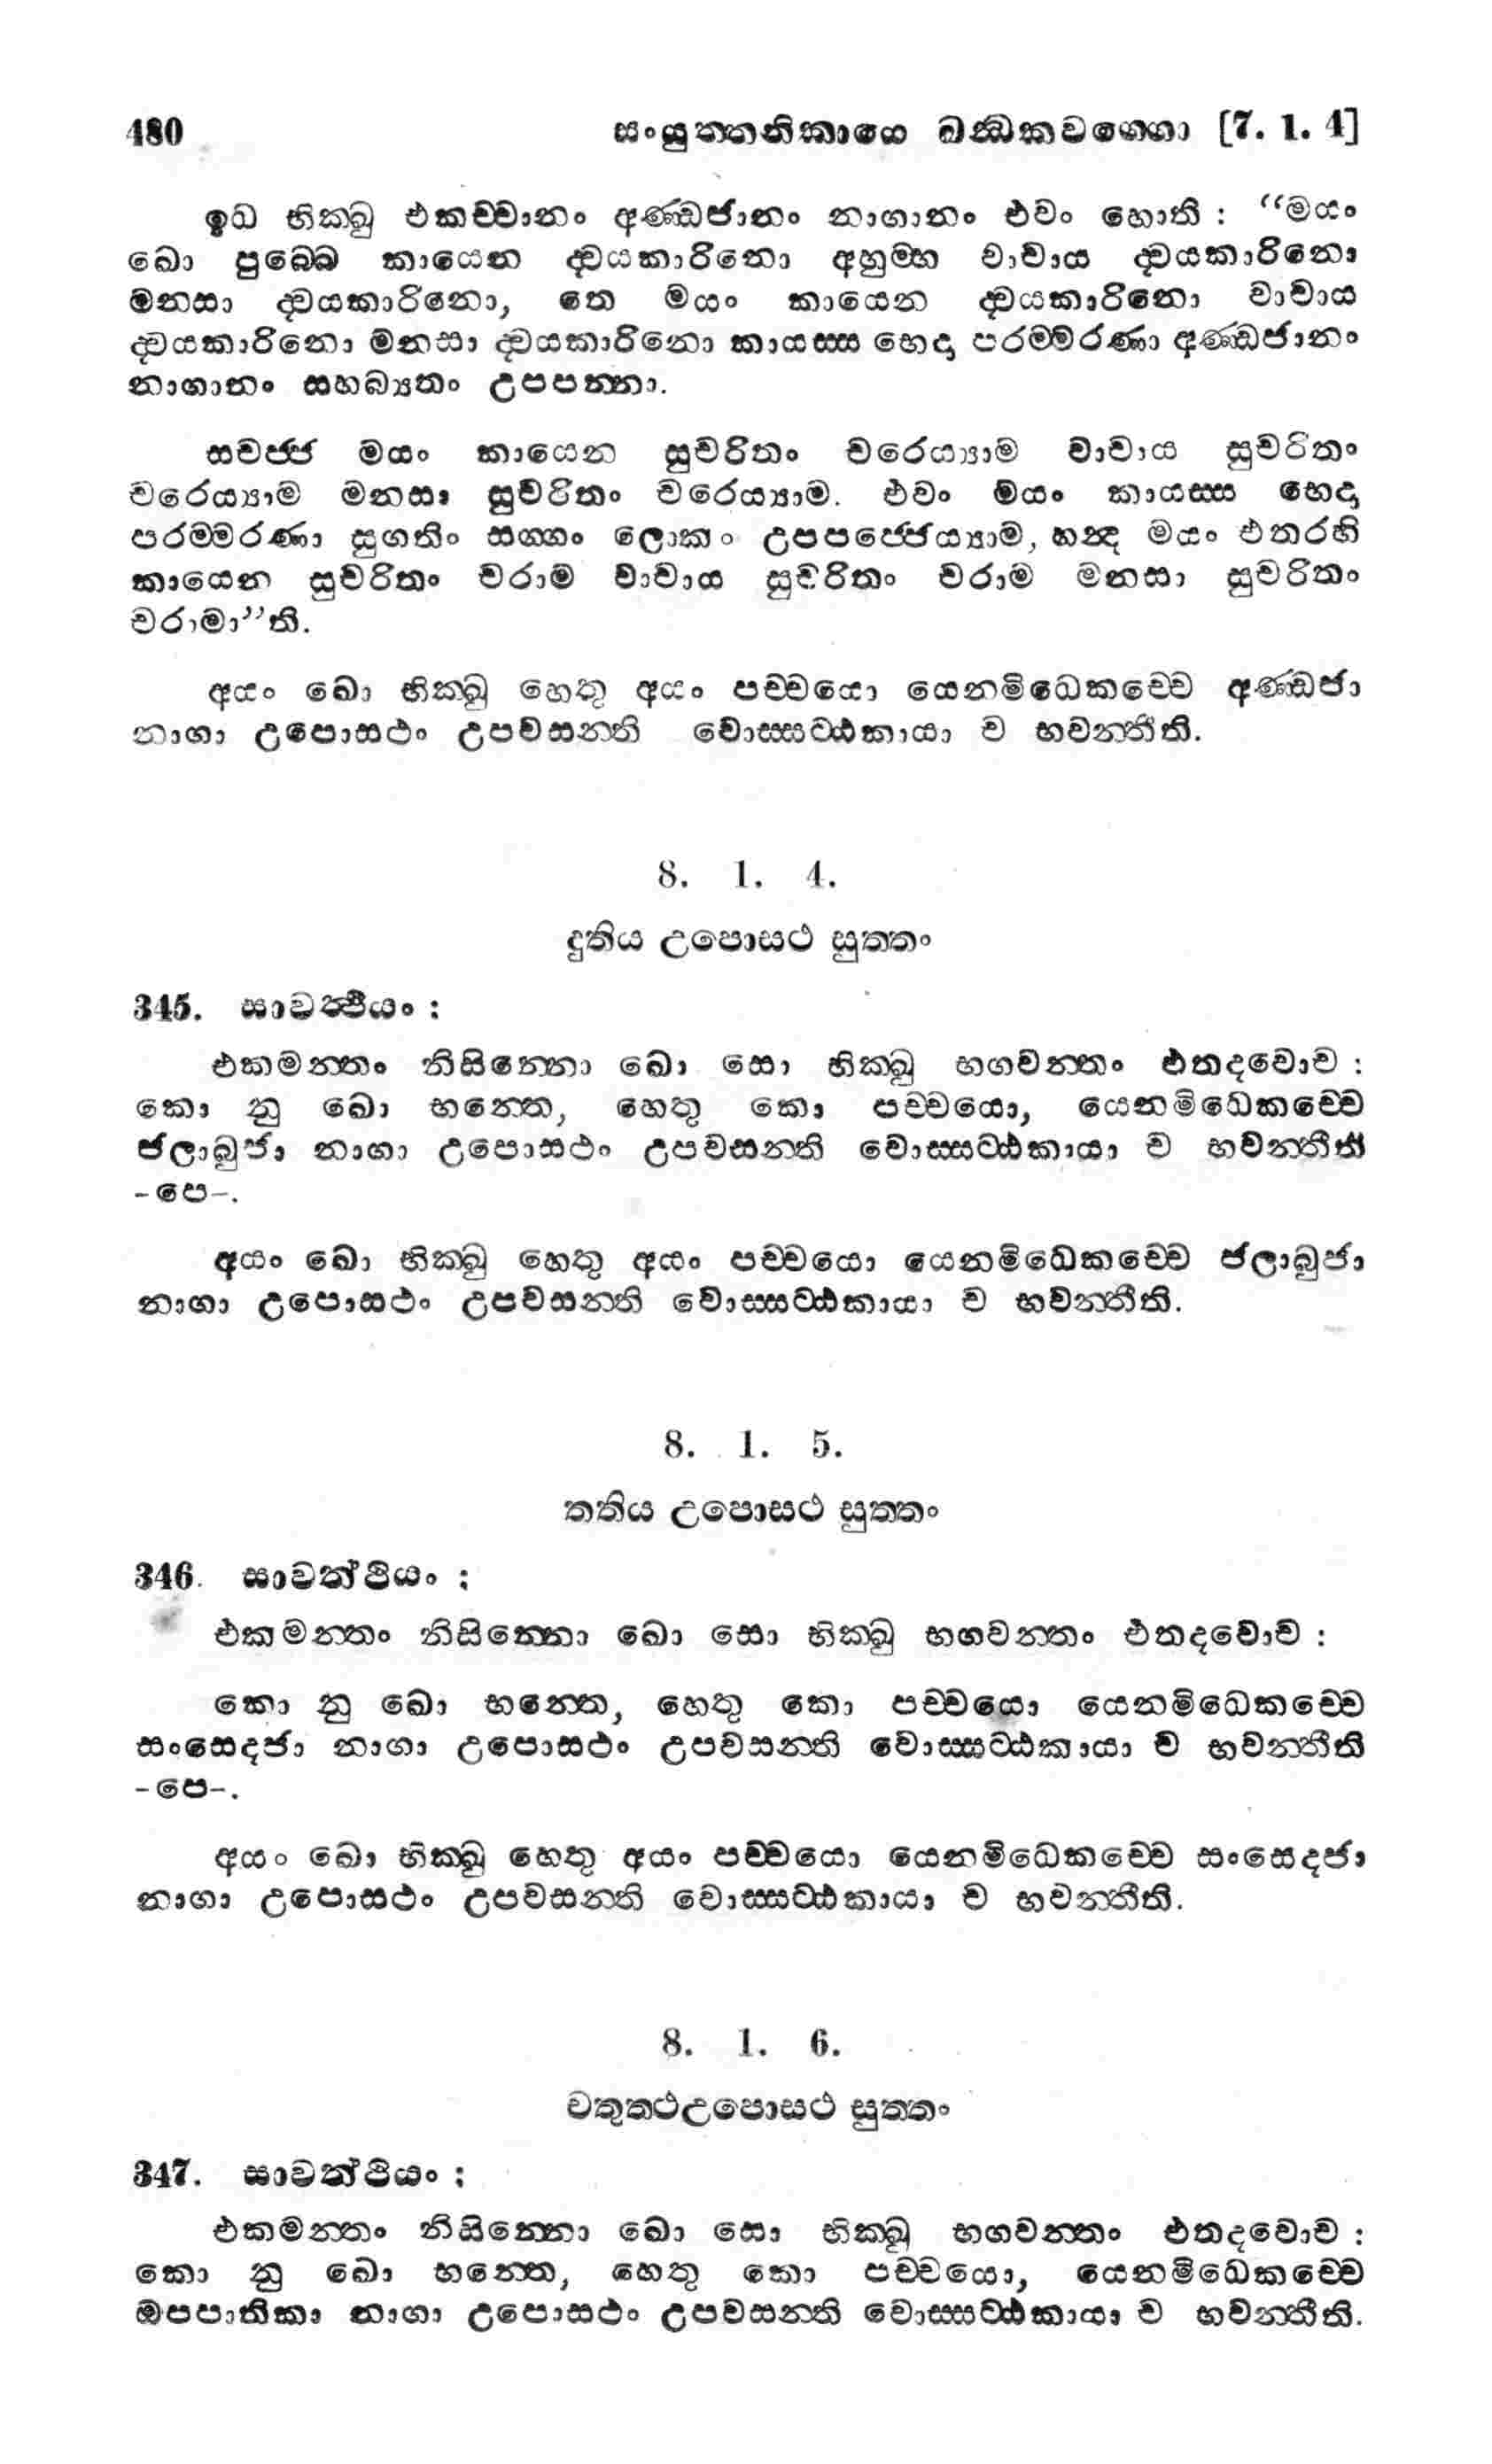 480 සංයුත්තනිකායෙ ඛන්ධකවග්ගො [7. 1. 4]
ඉධ භික්ඛු එකච්චානං අණ්ඩජානං නාගානං එවං හොති : “මයං
ඛො පුබ්බෙ කායෙන ද්වයකාරිනො අහුම්හ වාචාය ද්වයකාරිනො
මනසා ද්වයකාරිනො, තෙ මයං කායෙන ද්වයකාරිනො වාචාය
ද්වයකාරිනො මනසා ද්වයකාරිනො කායස්ස භෙදා පරම්මරණා අණ්ඩජානං
නාගානං සහබ්‍යතං උපපන්නා.
සචජ්ජ මයං කායෙන සුචරිතං චරෙය්‍යාම වාචාය සුචරිතං
චරෙය්‍යාම මනසා සුචරිතං චරෙය්‍යාම. එවං මයං කායස්ස භෙදා
පරම්මරණා සුගතිං සග්ගං ලොකං උපපජ්ජෙය්‍යාම, හන්ද මයං එතරහි
කායෙන සුචරිතං චරාම වාචාය සුචරිතං චරාම මනසා සුචරිතං
චරාමා”ති.
අයං ඛො භික්ඛු හෙතු අයං පච්චයො යෙනමිධෙකච්චෙ අණ්ඩජා
නාගා උපොසථං උපවසන්ති වොස්සට්ඨකායා ච භවන්තීති.
8. 1. 4.
දුතිය උපොසථ සුත්තං
345. සාවත්ථියං :
එකමන්තං නිසින්නො ඛො සො භික්ඛු භගවන්තං එතදවොච :
කො නු ඛො භන්තෙ, හෙතු කො පච්චයො, යෙනමිධෙකච්චෙ
ජලාබුජා නාගා උපොසථං උපවසන්ති වොස්සට්ඨකායා ච භවන්තීති
-පෙ-.
අයං ඛො භික්ඛු හෙතු අයං පච්චයො යෙනමිධෙකච්චෙ ජලාබුජා
නාගා උපොසථං උපවසන්ති වොස්සට්ඨකායා ච භවන්තීති.
8. 1. 5.
තතිය උපොසථ සුත්තං
346. සාවත්ථියං ;
එකමන්තං නිසින්නො ඛො සො භික්ඛු භගවන්තං එතදවොච :
කො නු ඛො භන්තෙ, හෙතු කො පච්චයො යෙනමිධෙකච්චෙ
සංසෙදජා නාගා උපොසථං උපවසන්ති වොස්සට්ඨකායා ච භවන්තීති
-පෙ-.
අයං ඛො භික්ඛු හෙතු අයං පච්චයො යෙනමිධෙකච්චෙ සංසෙදජා
නාගා උපොසථං උපවසන්ති වොස්සට්ඨකායා ච භවන්තීති.
8. 1. 6.
චතුත්ථඋපොසථ සුත්තං
347. සාවත්ථියං ;
එකමන්තං නිසින්නො ඛො සො භික්ඛු භගවන්තං එතදවොච :
කො නු ඛො භන්තෙ, හෙතු කො පච්චයො, යෙනමිධෙකච්චෙ
ඔපපාතිකා නාගා උපොසථං උපවසන්ති වොස්සට්ඨකායා ච භවන්තීති.